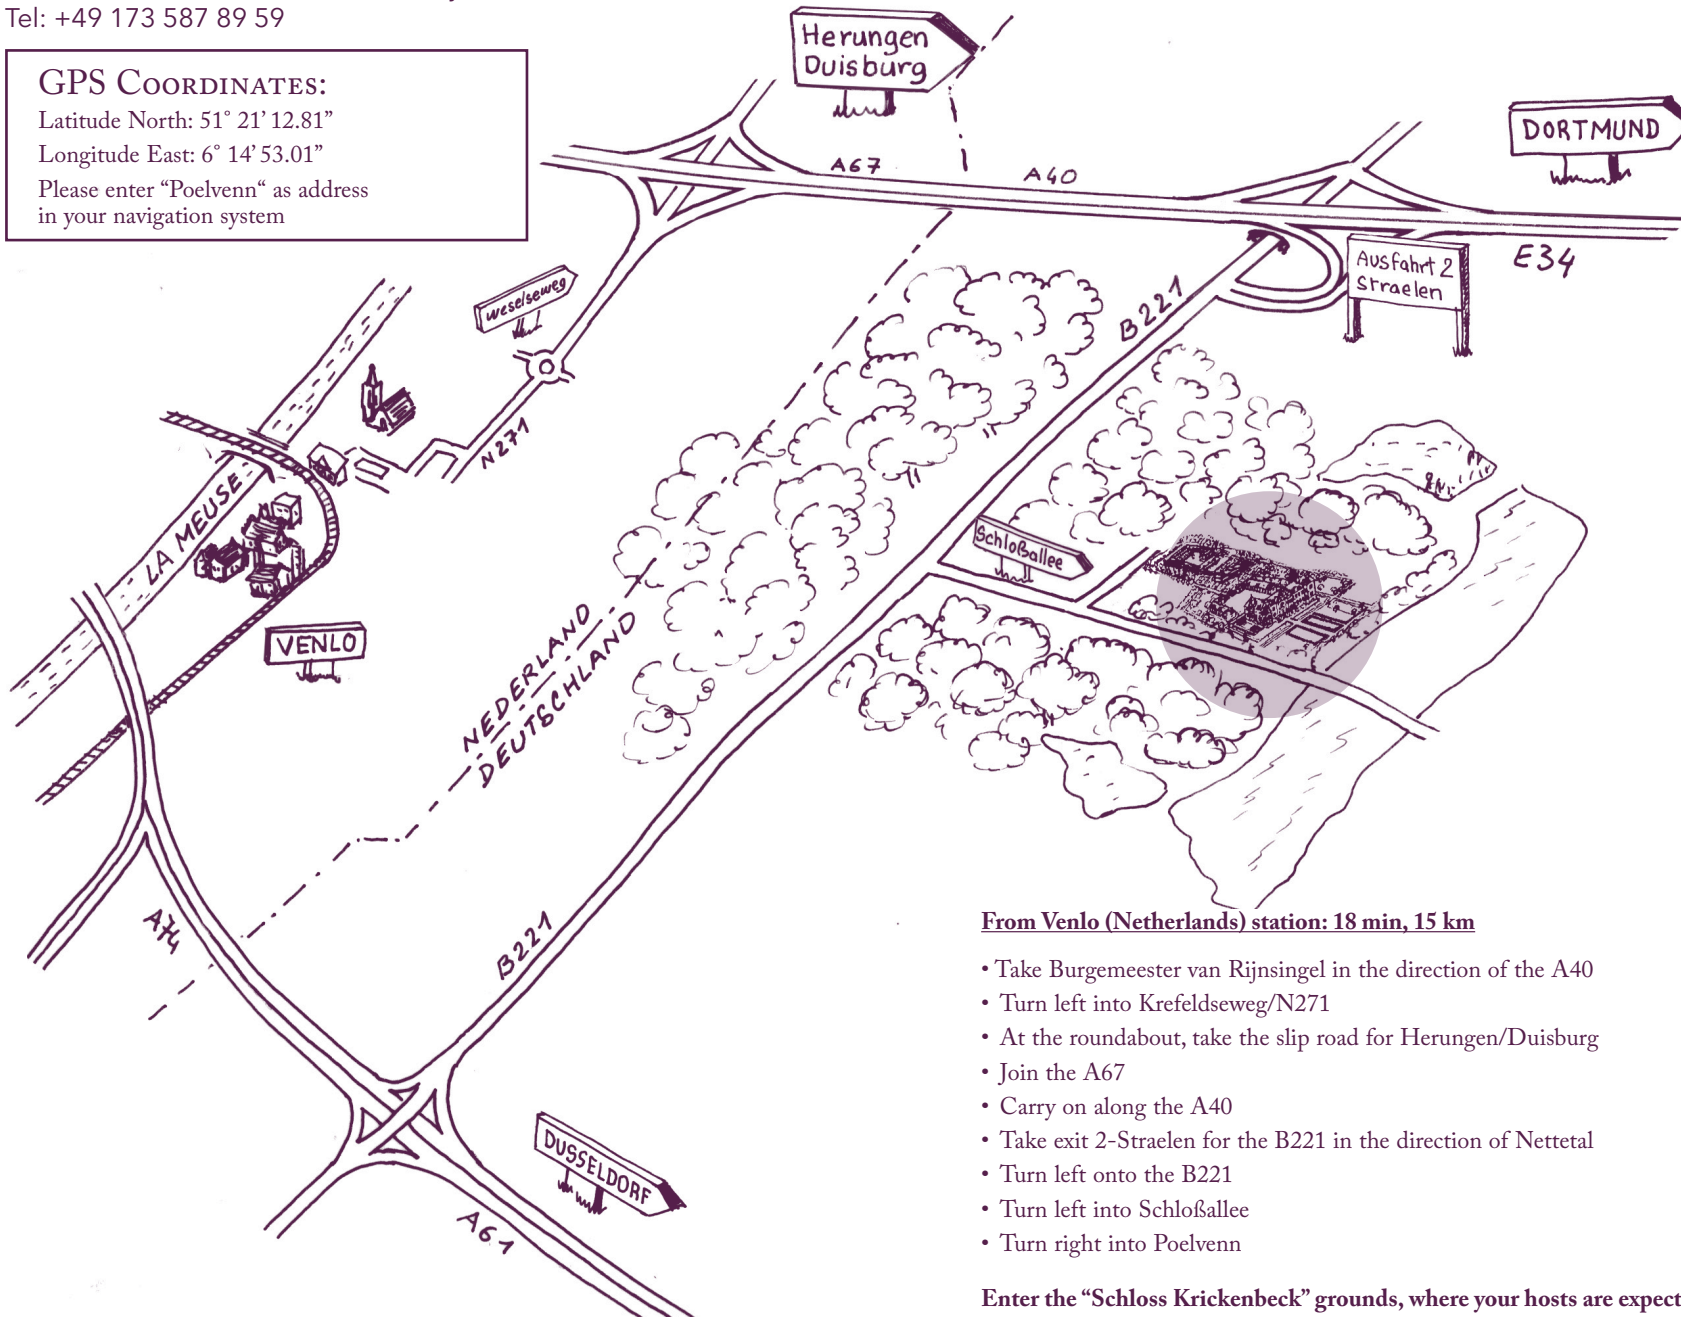 Tel: +49 173 587 89 59
GPS Coordinates:
Latitude North: 51° 21’ 12.81”
Longitude East: 6° 14’ 53.01”
Please enter “Poelvenn“ as address
in your navigation system
Herungen
Duisburg
DORTMUND
A67
A40
E34
Ausfahrt 2
Straelen
B221
Weselseweg
N271
LA MEUSE
VENLO
Schloßallee
NEDERLAND
DEUTSCHLAND
A74
B221
DUSSELDORF
A61
From Venlo (Netherlands) station: 18 min, 15 km
• Take Burgemeester van Rijnsingel in the direction of the A40
• Turn left into Krefeldseweg/N271
• At the roundabout, take the slip road for Herungen/Duisburg
• Join the A67
• Carry on along the A40
• Take exit 2-Straelen for the B221 in the direction of Nettetal
• Turn left onto the B221
• Turn left into Schloßallee
• Turn right into Poelvenn
Enter the “Schloss Krickenbeck” grounds, where your hosts are expect